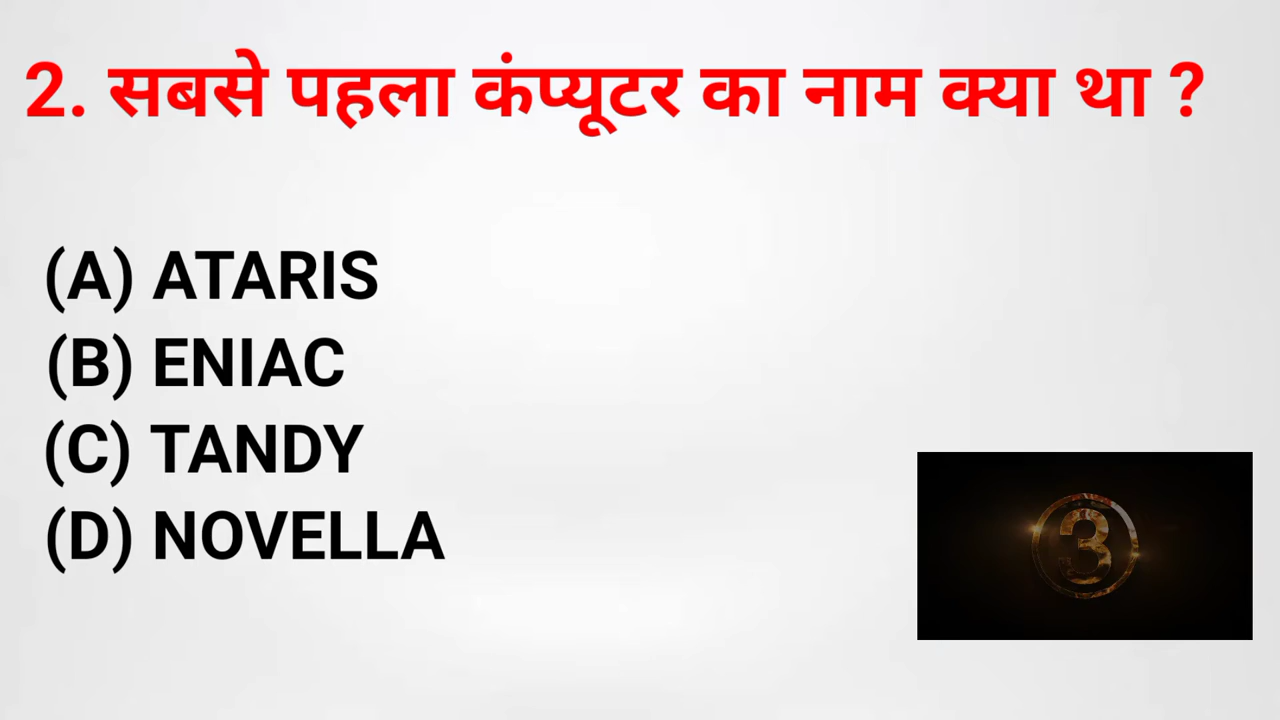 2. सबसे पहला कंप्यूटर का नाम क्या था ?
(A) ATARIS
(B) ENIAC
(C) TANDY
(D) NOVELLA
3